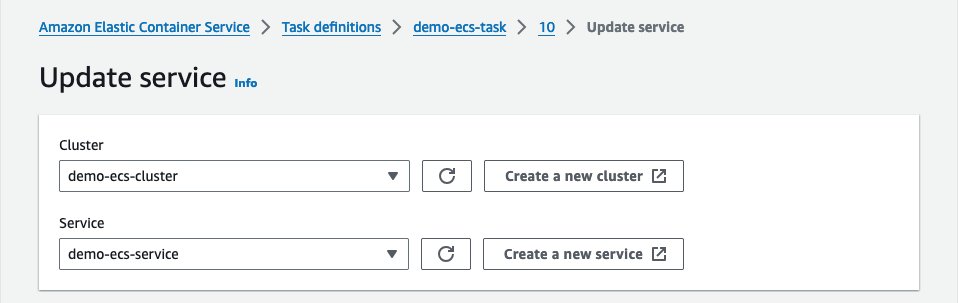 Amazon Elastic Container Service > Task definitions > demo-ecs-task > 10 > Update service
Update service Info
Cluster
demo-ecs-cluster Create a new cluster
Service
demo-ecs-service Create a new service